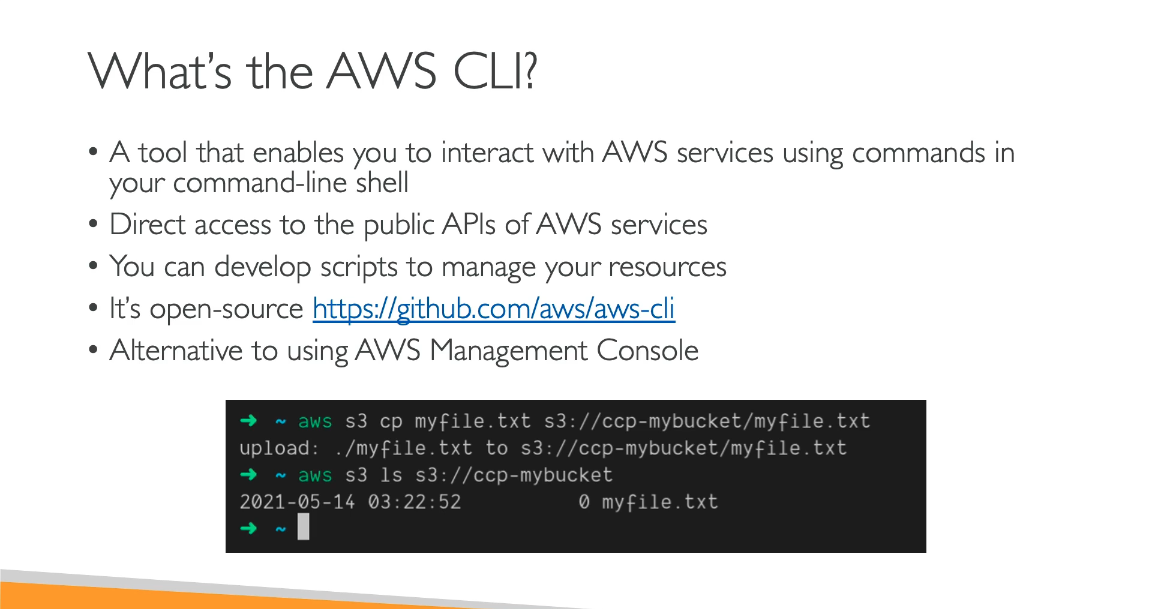 What's the AWS CLI?
• A tool that enables you to interact with AWS services using commands in
your command-line shell
• Direct access to the public APIs of AWS services
• You can develop scripts to manage your resources
• It's open-source https://github.com/aws/aws-cli
• Alternative to using AWS Management Console
➜ ~ aws s3 cp myfile.txt s3://ccp-mybucket/myfile.txt
upload: ./myfile.txt to s3://ccp-mybucket/myfile.txt
➜ ~ aws s3 ls s3://ccp-mybucket
2021-05-14 03:22:52 0 myfile.txt
➜ ~